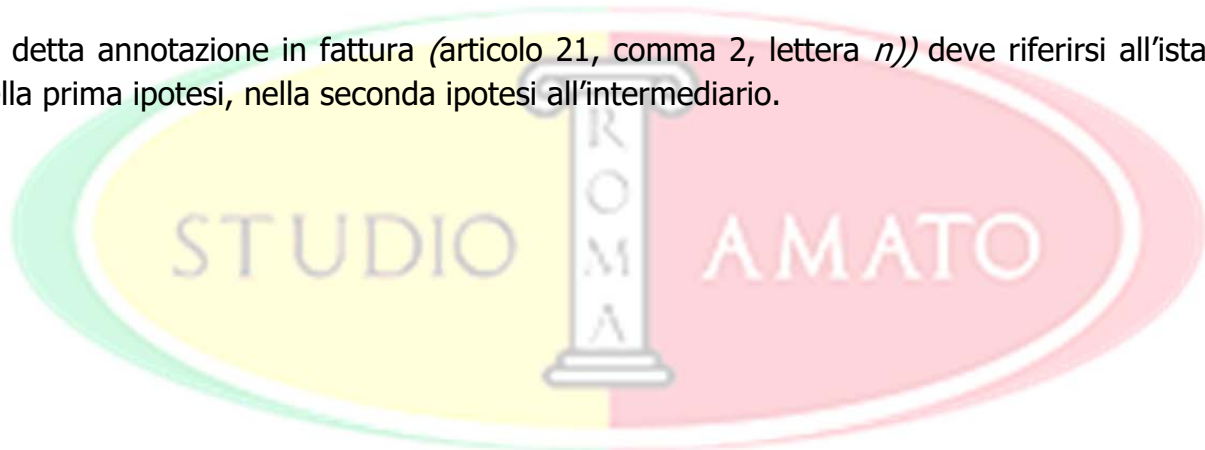 detta annotazione in fattura (articolo 21, comma 2, lettera n)) deve riferirsi all'ista
lla prima ipotesi, nella seconda ipotesi all'intermediario.
STUDIO ROMA AMATO